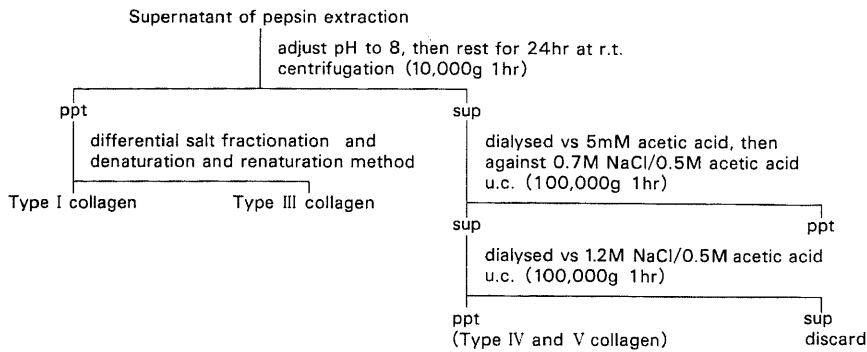 Supernatant of pepsin extraction
adjust pH to 8, then rest for 24hr at r.t.
centrifugation (10,000g 1hr)
ppt
sup
differential salt fractionation and
denaturation and renaturation method
dialysed vs 5mM acetic acid, then
against 0.7M NaCl/0.5M acetic acid
u.c. (100,000g 1hr)
Type I collagen
Type III collagen
sup
ppt
dialysed vs 1.2M NaCl/0.5M acetic acid
u.c. (100,000g 1hr)
ppt
(Type IV and V collagen)
sup
discard